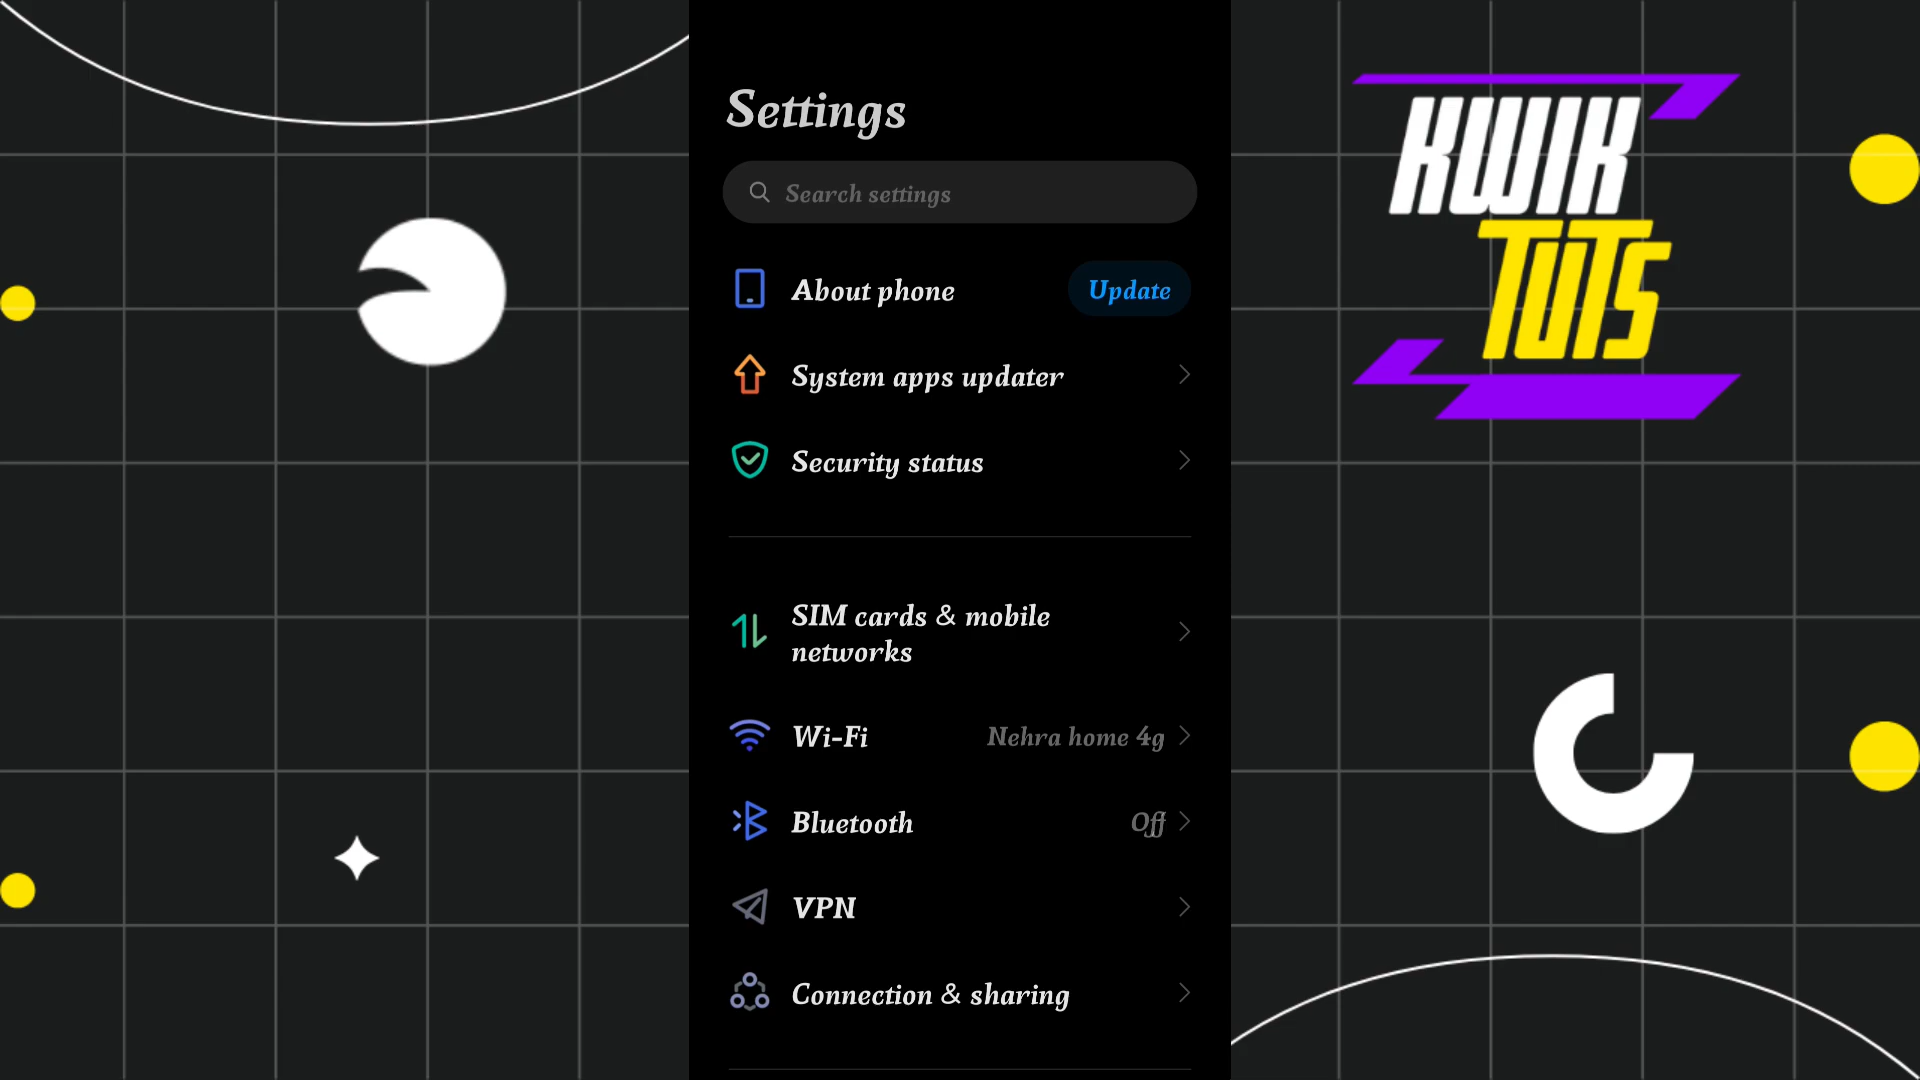 Settings
Search settings
About phone
Update
System apps updater
Security status
SIM cards & mobile
networks
Wi-Fi
Nehra home 4g
Bluetooth
Off
VPN
Connection & sharing
KWIK
TUTS